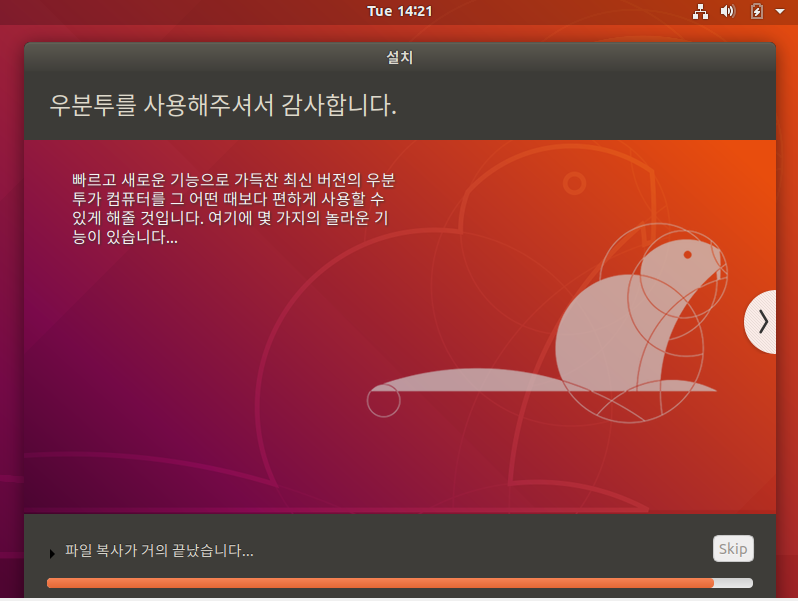 Tue 14:21
설치
우분투를 사용해주셔서 감사합니다.
빠르고 새로운 기능으로 가득찬 최신 버전의 우분
투가 컴퓨터를 그 어떤 때보다 편하게 사용할 수
있게 해줄 것입니다. 여기에 몇 가지의 놀라운 기
능이 있습니다...
파일 복사가 거의 끝났습니다...
Skip